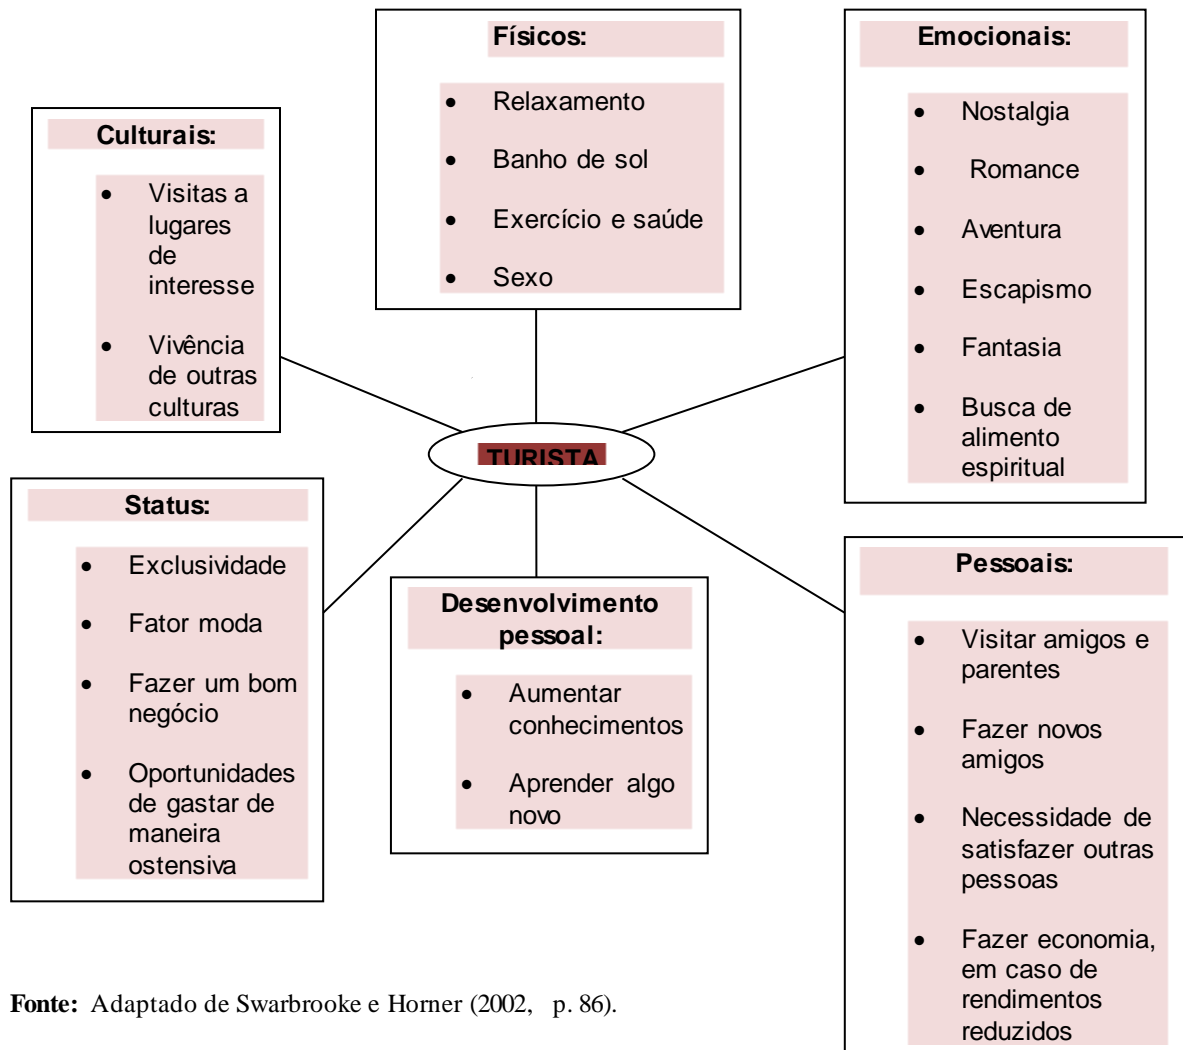 Físicos:
• Relaxamento
• Banho de sol
• Exercício e saúde
• Sexo
Emocionais:
• Nostalgia
• Romance
• Aventura
• Escapismo
• Fantasia
• Busca de
alimento
espiritual
Culturais:
• Visitas a
lugares
de
interesse
• Vivência
de outras
culturas
TURISTA
Status:
• Exclusividade
• Fator moda
• Fazer um bom
negócio
• Oportunidades
de gastar de
maneira
ostensiva
Desenvolvimento
pessoal:
• Aumentar
conhecimentos
• Aprender algo
novo
Pessoais:
• Visitar amigos e
parentes
• Fazer novos
amigos
• Necessidade de
satisfazer outras
pessoas
• Fazer economia,
em caso de
rendimentos
reduzidos
Fonte: Adaptado de Swarbrooke e Horner (2002, p. 86).